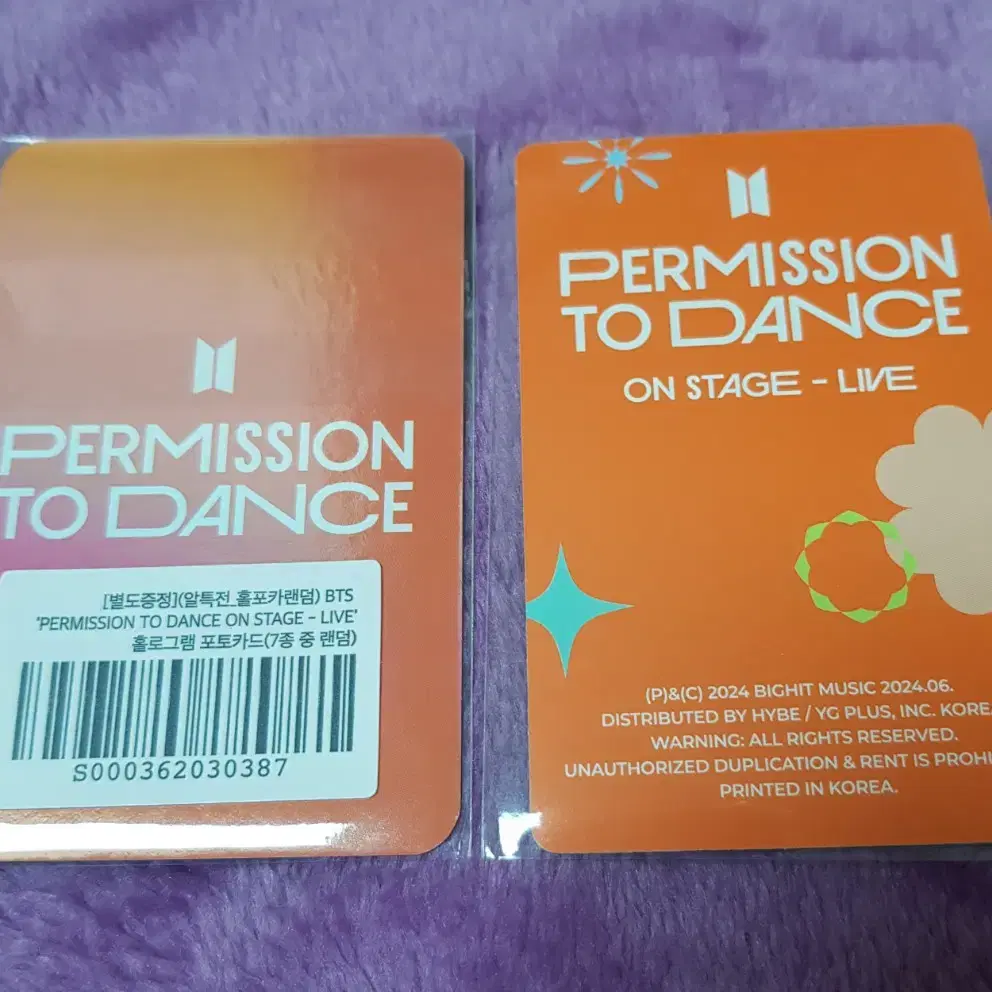 PERMISSION
TO DANCE
[별도증정](알특전_홀포카랜덤) BTS
'PERMISSION TO DANCE ON STAGE - LIVE'
홀로그램 포토카드(7종 중 랜덤)
S000362030387
PERMISSION
TO DANCE
ON STAGE - LIVE
(P)&(C) 2024 BIGHIT MUSIC 2024.06.
DISTRIBUTED BY HYBE / YG PLUS, INC. KOREA
WARNING: ALL RIGHTS RESERVED.
UNAUTHORIZED DUPLICATION & RENT IS PROHI
PRINTED IN KOREA.